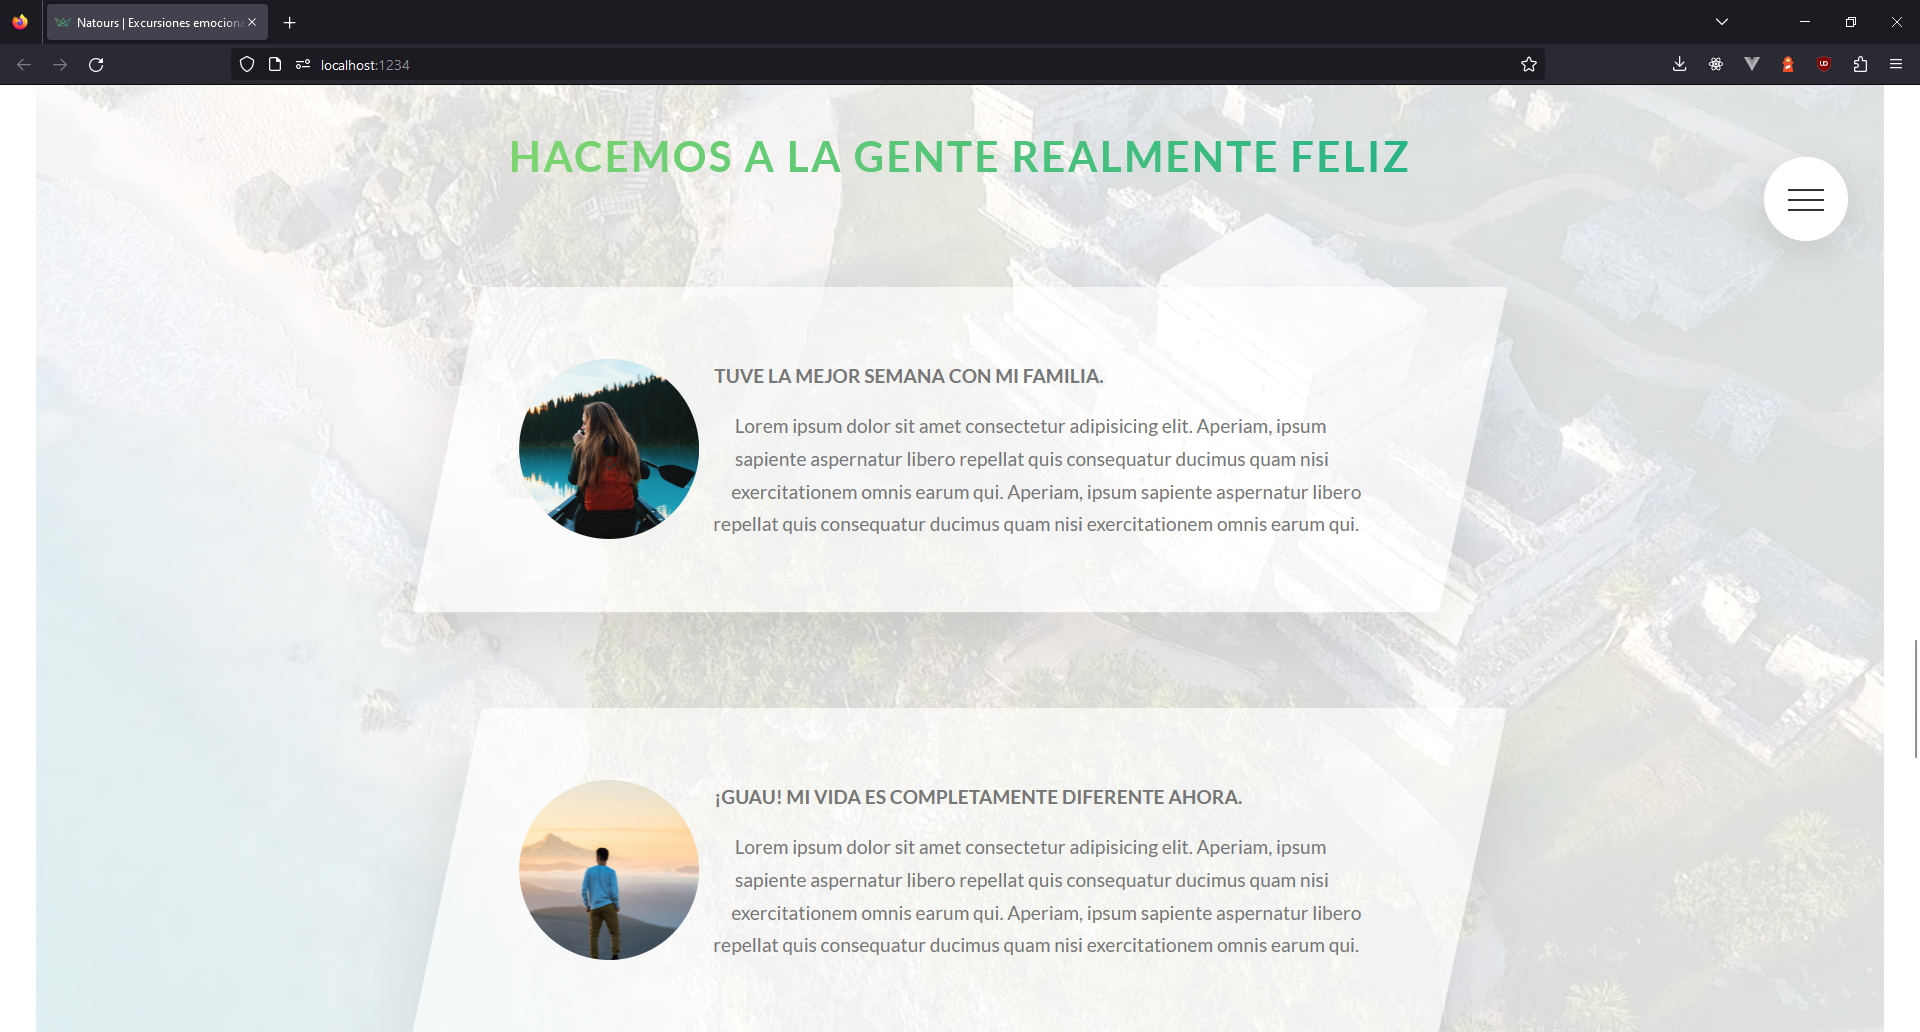 Natours | Excursiones emociona
localhost:1234
HACEMOS A LA GENTE REALMENTE FELIZ
TUVE LA MEJOR SEMANA CON MI FAMILIA.
Lorem ipsum dolor sit amet consectetur adipisicing elit. Aperiam, ipsum
sapiente aspernatur libero repellat quis consequatur ducimus quam nisi
exercitationem omnis earum qui. Aperiam, ipsum sapiente aspernatur libero
repellat quis consequatur ducimus quam nisi exercitationem omnis earum qui.
¡GUAU! MI VIDA ES COMPLETAMENTE DIFERENTE AHORA.
Lorem ipsum dolor sit amet consectetur adipisicing elit. Aperiam, ipsum
sapiente aspernatur libero repellat quis consequatur ducimus quam nisi
exercitationem omnis earum qui. Aperiam, ipsum sapiente aspernatur libero
repellat quis consequatur ducimus quam nisi exercitationem omnis earum qui.